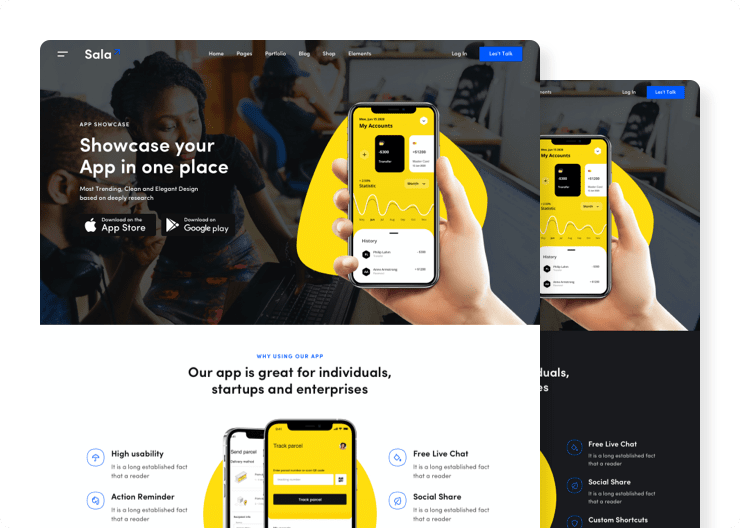 Sala
Home Pages Portfolio Blog Shop Elements
Log In
Let's Talk
APP SHOWCASE
Showcase your
App in one place
Most Trending, Clean and Elegant Design
based on deeply research
Download on the
App Store
Download on
Google play
My Accounts
-$300
+$1200
Transfer
Statistic
Month
History
WHY USING OUR APP
Our app is great for individuals,
startups and enterprises
High usability
It is a long established fact
that a reader
Action Reminder
It is a long established fact
that a reader
Send parcel
Track parcel
Track parcel
Free Live Chat
It is a long established fact
that a reader
Social Share
It is a long established fact
that a reader
Log In
Let's Talk
My Accounts
-$300
+$1200
Transfer
Statistic
Month
History
duals,
es
Free Live Chat
It is a long established fact
that a reader
Social Share
It is a long established fact
that a reader
Custom Shortcuts